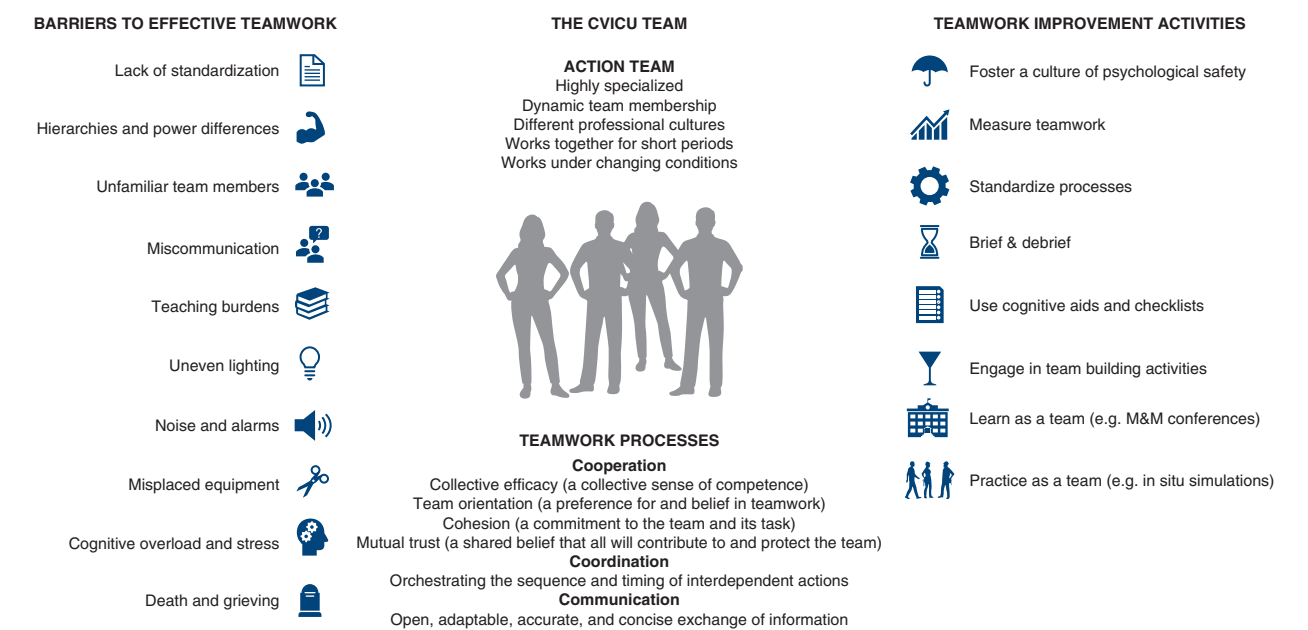 BARRIERS TO EFFECTIVE TEAMWORK
Lack of standardization
Hierarchies and power differences
Unfamiliar team members
?
Miscommunication
Teaching burdens
Uneven lighting
Noise and alarms
Misplaced equipment
Cognitive overload and stress
Death and grieving
THE CVICU TEAM
ACTION TEAM
Highly specialized
Dynamic team membership
Different professional cultures
Works together for short periods
Works under changing conditions
TEAMWORK PROCESSES
Cooperation
Collective efficacy (a collective sense of competence)
Team orientation (a preference for and belief in teamwork)
Cohesion (a commitment to the team and its task)
Mutual trust (a shared belief that all will contribute to and protect the team)
Coordination
Orchestrating the sequence and timing of interdependent actions
Communication
Open, adaptable, accurate, and concise exchange of information
TEAMWORK IMPROVEMENT ACTIVITIES
Foster a culture of psychological safety
Measure teamwork
Standardize processes
Brief & debrief
Use cognitive aids and checklists
Engage in team building activities
Learn as a team (e.g. M&M conferences)
Practice as a team (e.g. in situ simulations)